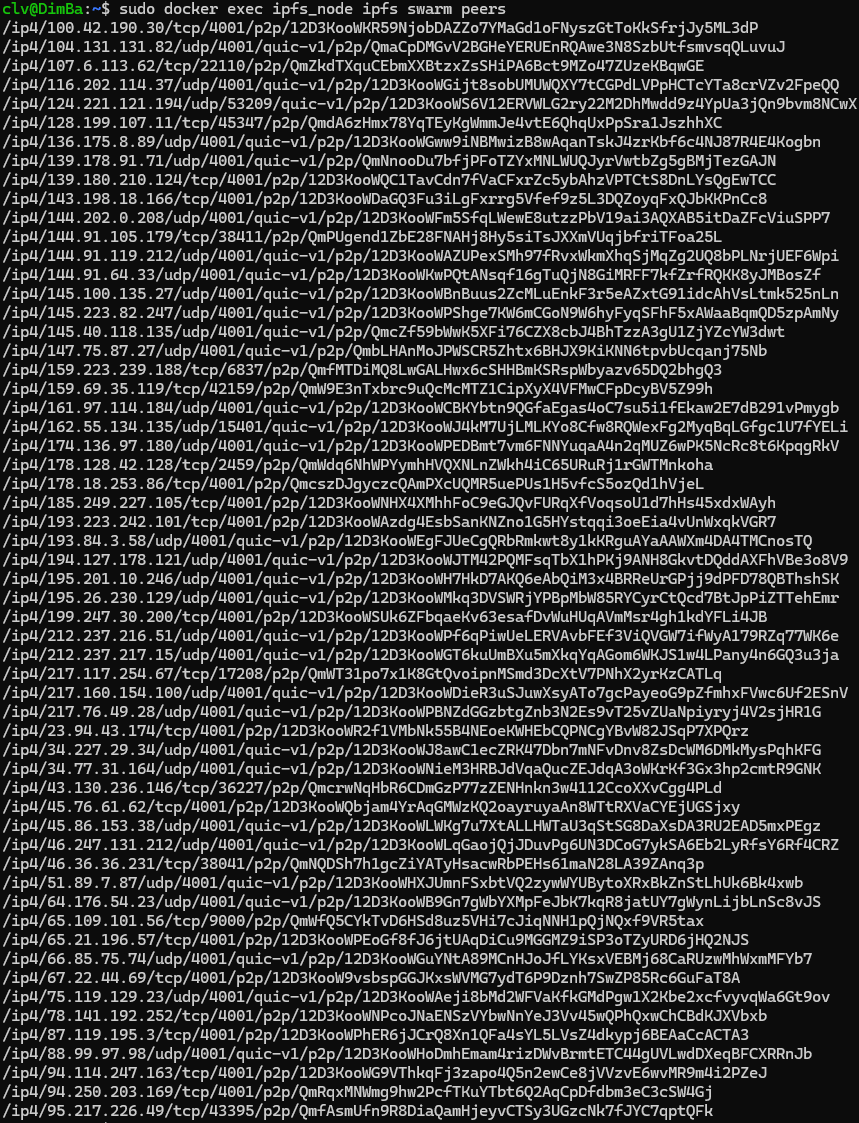 clv@DimBa:~$ sudo docker exec ipfs_node ipfs swarm peers
/ip4/100.42.190.30/tcp/4001/p2p/12D3KooWKR59NjobDAZZo7YMaGd1oFNyszGtToKkSfrjJy5ML3dP
/ip4/104.131.131.82/udp/4001/quic-v1/p2p/QmaCpDMGvV2BGHeYERUEnRQAwe3N8SzbUtfsmvsqQLuvuJ
/ip4/107.6.113.62/tcp/22110/p2p/QmZkdTXquCEbmXXBtzxZsSHiPA6Bct9MZo47ZUzeKBqwGE
/ip4/116.202.114.37/udp/4001/quic-v1/p2p/12D3KooWGijt8sobUMUWQXY7tCGPdLVPpHCTcYTa8crVZv2FpeQQ
/ip4/124.221.121.194/udp/53209/quic-v1/p2p/12D3KooWS6V12ERVWLG2ry22M2DhMwdd9z4YpUa3jQn9bvm8NCwX
/ip4/128.199.107.11/tcp/45347/p2p/QmdA6zHmx78YqTEyKgWmmJe4vtE6QhqUxPpSra1JszhhXC
/ip4/136.175.8.89/udp/4001/quic-v1/p2p/12D3KooWGww9iNBMwizB8wAqanTskJ4zrKbf6c4NJ87R4E4Kogbn
/ip4/139.178.91.71/udp/4001/quic-v1/p2p/QmNnooDu7bfjPFoTZYxMNLWUQJyrVwtbZg5gBMjTezGAJN
/ip4/139.180.210.124/tcp/4001/p2p/12D3KooWQC1TavCdn7fVaCFxrZc5ybAhzVPTCtS8DnLYsQgEwTCC
/ip4/143.198.18.166/tcp/4001/p2p/12D3KooWDaGQ3Fu3iLgFxrrg5Vfef9z5L3DQZoyqFxQJbKKPnCc8
/ip4/144.202.0.208/udp/4001/quic-v1/p2p/12D3KooWFm5SfqLWewE8utzzPbV19ai3AQXAB5itDaZFcViuSPP7
/ip4/144.91.105.179/tcp/38411/p2p/QmPUgend1ZbE28FNAHj8Hy5siTsJXXmVUqjbfriTFoa25L
/ip4/144.91.119.212/udp/4001/quic-v1/p2p/12D3KooWAZUPexSMh97fRvxWkmXhqSjMqZg2UQ8bPLNrjUEF6Wpi
/ip4/144.91.64.33/udp/4001/quic-v1/p2p/12D3KooWKwPQtANsqf16gTuQjN8GiMRFF7kfZrfRQKK8yJMBosZf
/ip4/145.100.135.27/udp/4001/quic-v1/p2p/12D3KooWBnBuus2ZcMLuEnkF3r5eAZxtG91idcAhVsLtmk525nLn
/ip4/145.223.82.247/udp/4001/quic-v1/p2p/12D3KooWPShge7KW6mCGoN9W6hyFyqSFhF5xAWaaBqmQD5zpAmNy
/ip4/145.40.118.135/udp/4001/quic-v1/p2p/QmcZf59bWwK5XFi76CZX8cbJ4BhTzzA3gU1ZjYZcYW3dwt
/ip4/147.75.87.27/udp/4001/quic-v1/p2p/QmbLHAnMoJPWSCR5Zhtx6BHJX9KiKNN6tpvbUcqanj75Nb
/ip4/159.223.239.188/tcp/6837/p2p/QmfMTDiMQ8LwGALHwx6cSHHBmKSRspWbyazv65DQ2bhgQ3
/ip4/159.69.35.119/tcp/42159/p2p/QmW9E3nTxbrc9uQcMcMTZ1CipXyX4VFMwCFpDcyBV5Z99h
/ip4/161.97.114.184/udp/4001/quic-v1/p2p/12D3KooWCBKYbtn9QGfaEgas4oC7su5i1fEkaw2E7dB291vPmygb
/ip4/162.55.134.135/udp/15401/quic-v1/p2p/12D3KooWJ4kM7UjLMLKYo8Cfw8RQWexFg2MyqBqLGfgc1U7fYELi
/ip4/174.136.97.180/udp/4001/quic-v1/p2p/12D3KooWPEDBmt7vm6FNNYuqaA4n2qMUZ6wPK5NcRc8t6KpqgRkV
/ip4/178.128.42.128/tcp/2459/p2p/QmWdq6NhWPYymhHVQXNLnZWkh4iC65URuRj1rGWTMnkoha
/ip4/178.18.253.86/tcp/4001/p2p/QmcszDJgyczcQAmPXcUQMR5uePUs1H5vfcS5ozQd1hVjeL
/ip4/185.249.227.105/tcp/4001/p2p/12D3KooWNHX4XMhhFoC9eGJQvFURqXfVoqsoU1d7hHs45xdxWAyh
/ip4/193.223.242.101/tcp/4001/p2p/12D3KooWAzdg4EsbSanKNZno1G5HYstqqi3oeEia4vUnWxqkVGR7
/ip4/193.84.3.58/udp/4001/quic-v1/p2p/12D3KooWEgFJUeCgQRbRmkwt8y1kKRguAYaAAWXm4DA4TMCnosTQ
/ip4/194.127.178.121/udp/4001/quic-v1/p2p/12D3KooWJTM42PQMFsqTbX1hPKj9ANH8GkvtDQddAXFhVBe3o8V9
/ip4/195.201.10.246/udp/4001/quic-v1/p2p/12D3KooWH7HkD7AKQ6eAbQiM3x4BRReUrGPjj9dPFD78QBThshSK
/ip4/195.26.230.129/udp/4001/quic-v1/p2p/12D3KooWMkq3DVSWRjYPBpMbW85RYCyrCtQcd7BtJpPiZTTehEmr
/ip4/199.247.30.200/tcp/4001/p2p/12D3KooWSUk6ZFbqaeKv63esafDvWuHUqAVmMsr4gh1kdYFLi4JB
/ip4/212.237.216.51/udp/4001/quic-v1/p2p/12D3KooWPf6qPiwUeLERVAvbFEf3ViQVGW7ifWyA179RZq77WK6e
/ip4/212.237.217.15/udp/4001/quic-v1/p2p/12D3KooWGT6kuUmBXu5mXkqYqAGom6WKJS1w4LPany4n6GQ3u3ja
/ip4/217.117.254.67/tcp/17208/p2p/QmWT31po7x1K8GtQvoipnMSmd3DcXtV7PNhX2yrKzCATLq
/ip4/217.160.154.100/udp/4001/quic-v1/p2p/12D3KooWDieR3uSJuwXsyATo7gcPayeoG9pZfmhxFVwc6Uf2ESnV
/ip4/217.76.49.28/udp/4001/quic-v1/p2p/12D3KooWPBNZdGGzbtgZnb3N2Es9vT25vZUaNpiyryj4V2sjHR1G
/ip4/23.94.43.174/tcp/4001/p2p/12D3KooWR2f1VMbNk55B4NEoeKWHEbCQPNCgYBvW82JSqP7XPQrz
/ip4/34.227.29.34/udp/4001/quic-v1/p2p/12D3KooWJ8awC1ecZRK47Dbn7mNFvDnv8ZsDcWM6DMkMysPqhKFG
/ip4/34.77.31.164/udp/4001/quic-v1/p2p/12D3KooWNieM3HRBJdVqaQucZEJdqA3oWKrKf3Gx3hp2cmtR9GNK
/ip4/43.130.236.146/tcp/36227/p2p/QmcrwNqHbR6CDmGzP77zZENHnkn3w4112CcoXXvCgg4PLd
/ip4/45.76.61.62/tcp/4001/p2p/12D3KooWQbjam4YrAqGMWzKQ2oayruyaAn8WTtRXVaCYEjUGSjxy
/ip4/45.86.153.38/udp/4001/quic-v1/p2p/12D3KooWLWKg7u7XtALLHWTaU3qStSG8DaXsDA3RU2EAD5mxPEgz
/ip4/46.247.131.212/udp/4001/quic-v1/p2p/12D3KooWLqGaojQjJDuvPg6UN3DCoG7ykSA6Eb2LyRfsY6Rf4CRZ
/ip4/46.36.36.231/tcp/38041/p2p/QmNQDSh7h1gcZiYATyHsacwRbPEHs61maN28LA39ZAnq3p
/ip4/51.89.7.87/udp/4001/quic-v1/p2p/12D3KooWHXJUmnFSxbtVQ2zywWYUBytoXRxBkZnStLhUk6Bk4xwb
/ip4/64.176.54.23/udp/4001/quic-v1/p2p/12D3KooWB9Gn7gWbYXMpFeJbK7kqR8jatUY7gWynLijbLnSc8vJS
/ip4/65.109.101.56/tcp/9000/p2p/QmWfQ5CYkTvD6HSd8uz5VHi7cJiqNNH1pQjNQxf9VR5tax
/ip4/65.21.196.57/tcp/4001/p2p/12D3KooWPEoGf8fJ6jtUAqDiCu9MGGMZ9iSP3oTZyURD6jHQ2NJS
/ip4/66.85.75.74/udp/4001/quic-v1/p2p/12D3KooWGuYNtA89MCnHJoJfLYKsxVEBMj68CaRUzwMhWxmMFYb7
/ip4/67.22.44.69/tcp/4001/p2p/12D3KooW9vsbspGGJKxsWVMG7ydT6P9Dznh7SwZP85Rc6GuFaT8A
/ip4/75.119.129.23/udp/4001/quic-v1/p2p/12D3KooWAeji8bMd2WFVaKfkGMdPgw1X2Kbe2xcfvyvqWa6Gt9ov
/ip4/78.141.192.252/tcp/4001/p2p/12D3KooWNPcoJNaENSzVYbwNnYeJ3Vv45wQPhQxwChCBdKJXVbxb
/ip4/87.119.195.3/tcp/4001/p2p/12D3KooWPhER6jJCrQ8Xn1QFa4sYL5LVsZ4dkypj6BEAaCcACTA3
/ip4/88.99.97.98/udp/4001/quic-v1/p2p/12D3KooWHoDmhEmam4rizDWvBrmtETC44gUVLwdDXeqBFCXRRnJb
/ip4/94.114.247.163/tcp/4001/p2p/12D3KooWG9VThkqFj3zapo4Q5n2ewCe8jVVzvE6wvMR9m4i2PZeJ
/ip4/94.250.203.169/tcp/4001/p2p/QmRqxMNWmg9hw2PcfTKuYTbt6Q2AqCpDfdbm3eC3cSW4Gj
/ip4/95.217.226.49/tcp/43395/p2p/QmfAsmUfn9R8DiaQamHjeyvCTSy3UGzcNk7fJYC7qptQFk